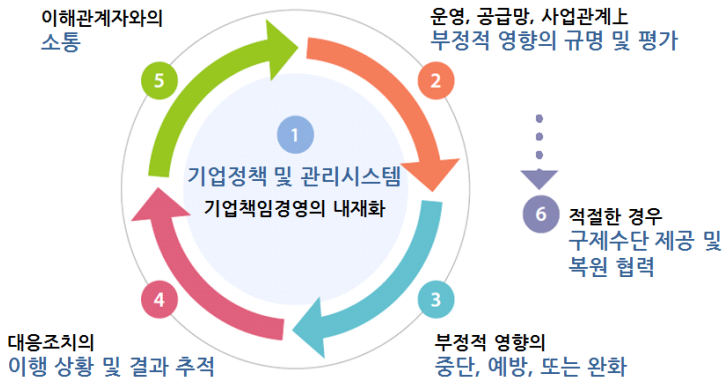 이해관계자와의
소통
5
운영, 공급망, 사업관계상
부정적 영향의 규명 및 평가
2
1
기업정책 및 관리시스템
기업책임경영의 내재화
6
적절한 경우
구제수단 제공 및
복원 협력
4
대응조치의
이행 상황 및 결과 추적
3
부정적 영향의
중단, 예방, 또는 완화